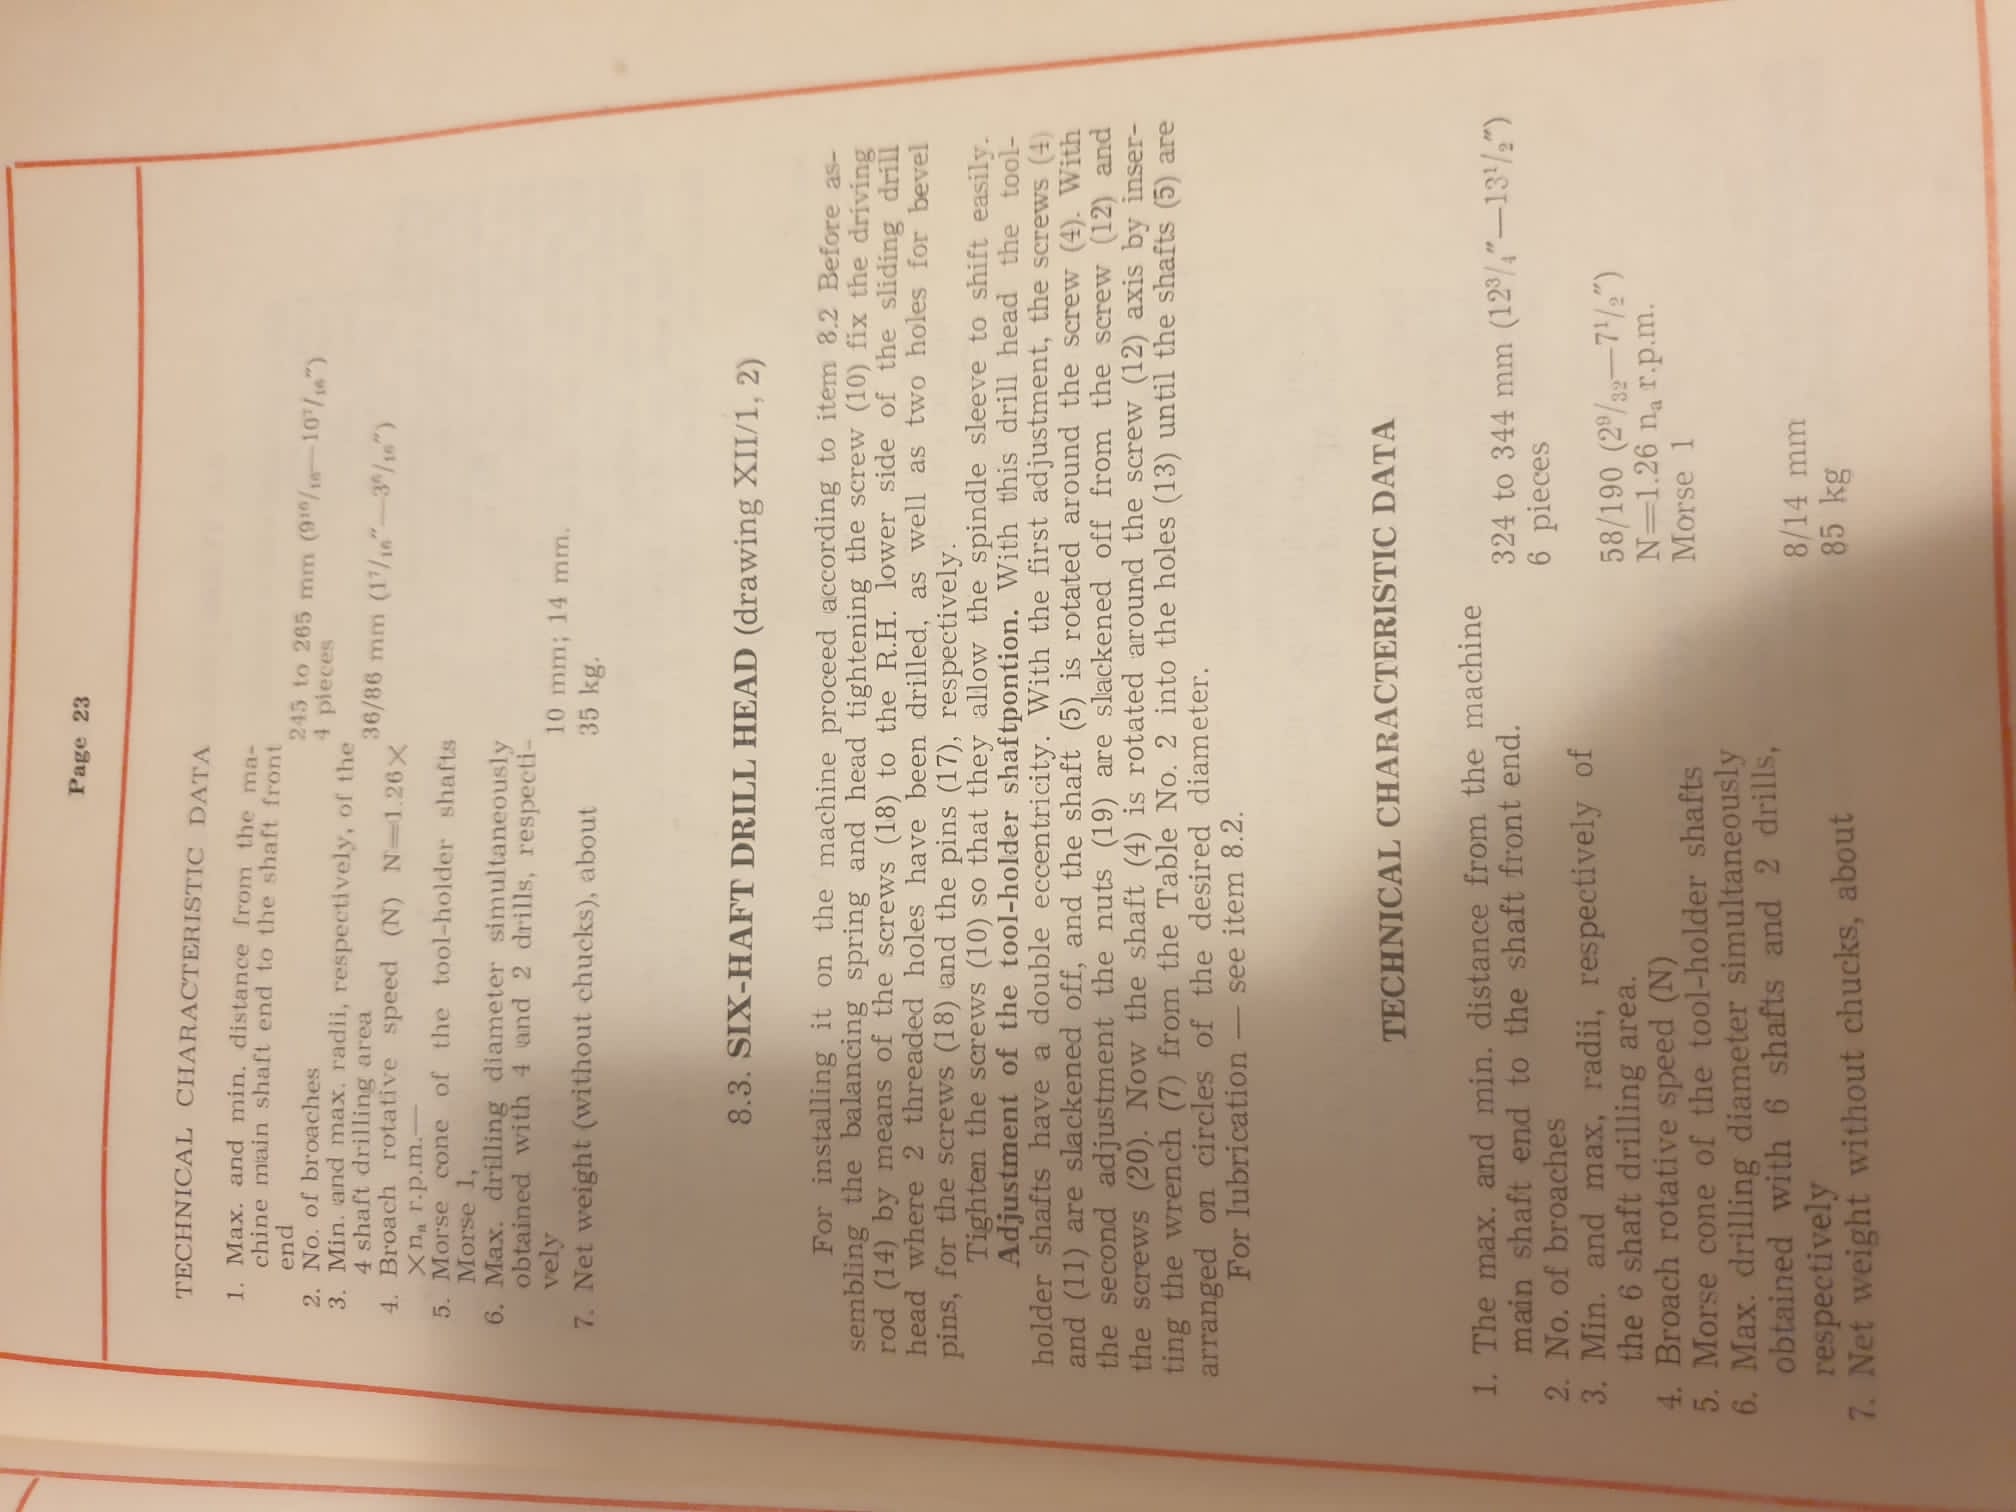 Page 23
TECHNICAL CHARACTERISTIC DATA
1. Max. and min. distance from the ma-
chine main shaft end to the shaft front
end 245 to 265 mm (9¹⁰/₁₆—10⁷/₁₆″)
2. No. of broaches 4 pieces
3. Min. and max. radii, respectively, of the
4 shaft drilling area 36/86 mm (1⁷/₁₆″—3⁶/₁₆″)
4. Broach rotative speed (N) N=1.26×
×nₐ r.p.m.—
5. Morse cone of the tool-holder shafts
Morse 1,
6. Max. drilling diameter simultaneously
obtained with 4 and 2 drills, respecti-
vely 10 mm; 14 mm.
7. Net weight (without chucks), about 35 kg.
8.3. SIX-HAFT DRILL HEAD (drawing XII/1, 2)
For installing it on the machine proceed according to item 8.2 Before as-
sembling the balancing spring and head tightening the screw (10) fix the driving
rod (14) by means of the screws (18) to the R.H. lower side of the sliding drill
head where 2 threaded holes have been drilled, as well as two holes for bevel
pins, for the screws (18) and the pins (17), respectively.
Tighten the screws (10) so that they allow the spindle sleeve to shift easily.
Adjustment of the tool-holder shaftpontion. With this drill head the tool-
holder shafts have a double eccentricity. With the first adjustment, the screws (4)
and (11) are slackened off, and the shaft (5) is rotated around the screw (4). With
the second adjustment the nuts (19) are slackened off from the screw (12) and
the screws (20). Now the shaft (4) is rotated around the screw (12) axis by inser-
ting the wrench (7) from the Table No. 2 into the holes (13) until the shafts (5) are
arranged on circles of the desired diameter.
For lubrication — see item 8.2.
TECHNICAL CHARACTERISTIC DATA
1. The max. and min. distance from the machine
main shaft end to the shaft front end. 324 to 344 mm (12³/₄″—13¹/₂″)
2. No. of broaches 6 pieces
3. Min. and max, radii, respectively of
the 6 shaft drilling area. 58/190 (2⁹/₃₂—7¹/₂″)
4. Broach rotative speed (N) N=1.26 nₐ r.p.m.
5. Morse cone of the tool-holder shafts Morse 1
6. Max. drilling diameter simultaneously
obtained with 6 shafts and 2 drills,
respectively 8/14 mm
7. Net weight without chucks, about 85 kg